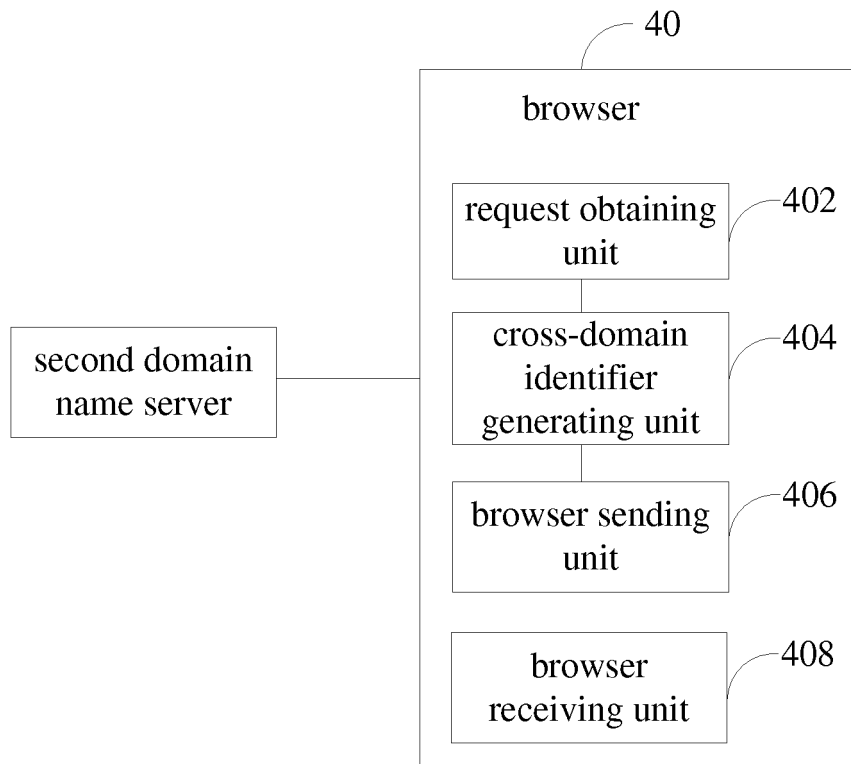 40
browser
request obtaining
unit
402
cross-domain
identifier
generating unit
404
second domain
name server
browser sending
unit
406
browser
receiving unit
408